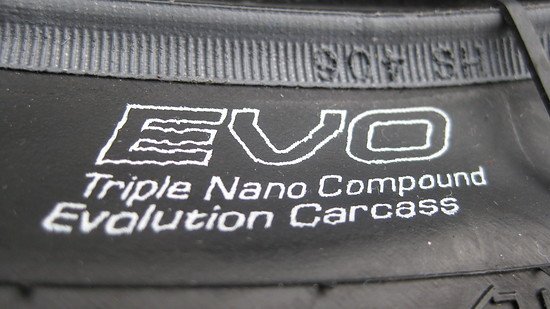 EVO
Triple Nano Compound
Evolution Carcass